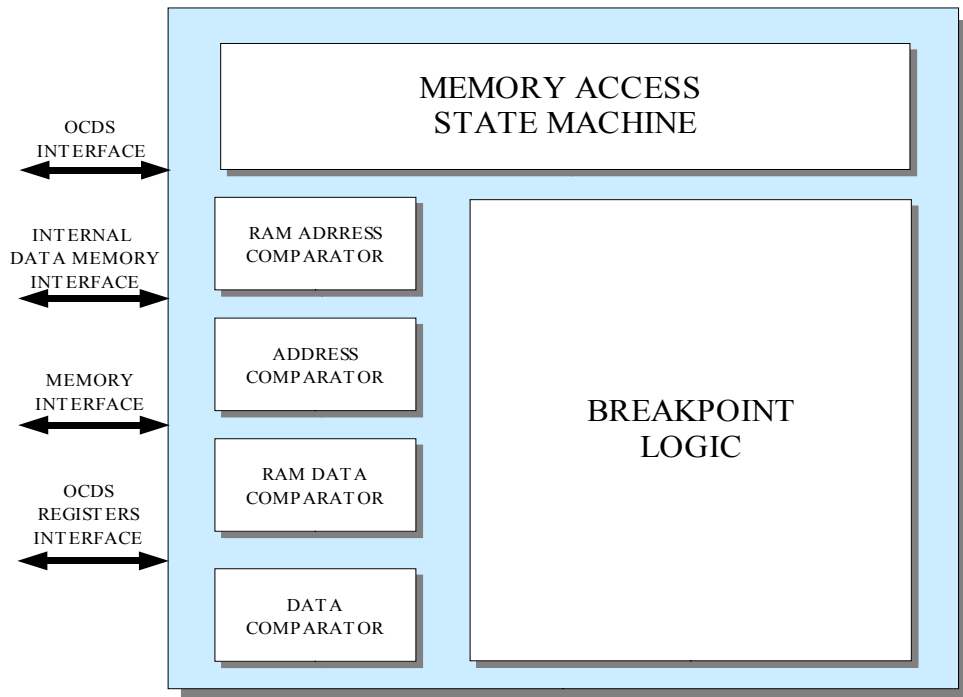 MEMORY ACCESS
STATE MACHINE
OCDS
INTERFACE
INTERNAL
DATA MEMORY
INTERFACE
MEMORY
INTERFACE
OCDS
REGISTERS
INTERFACE
RAM ADRRESS
COMPARATOR
ADDRESS
COMPARATOR
RAM DATA
COMPARATOR
DATA
COMPARATOR
BREAKPOINT
LOGIC